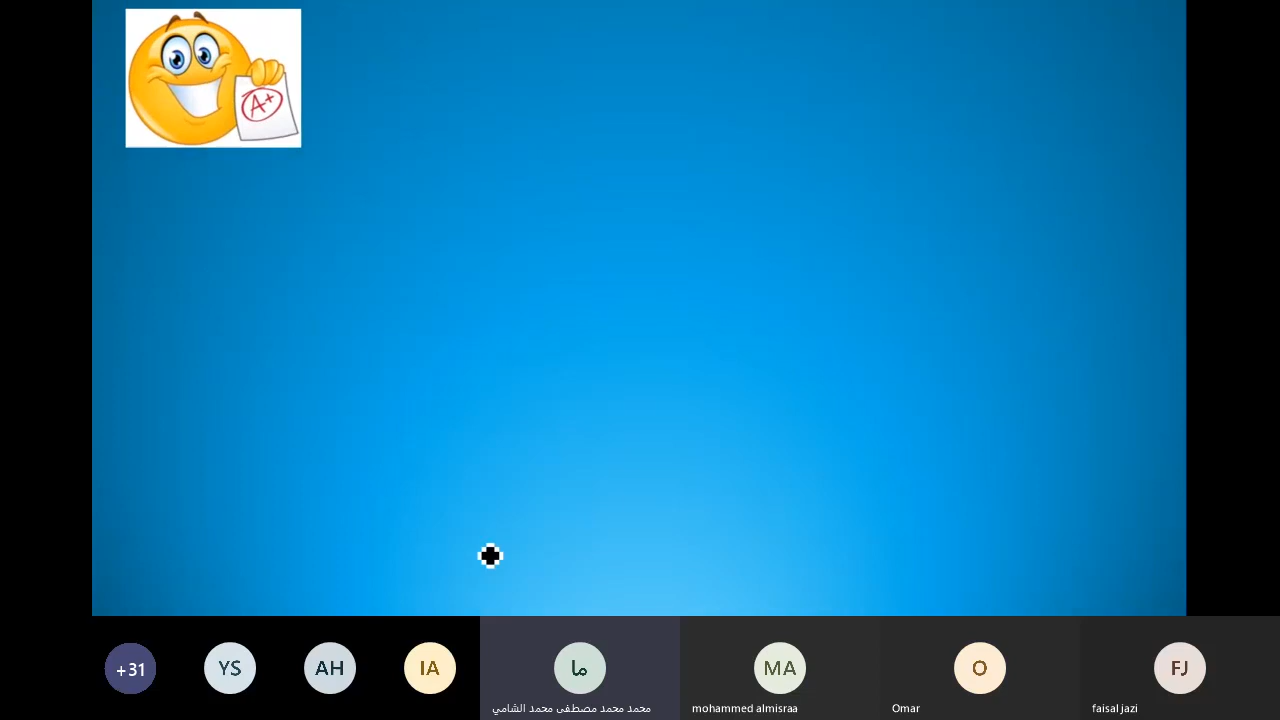 A+
+31
YS
AH
IA
ما
MA
O
FJ
محمد محمد مصطفى محمد الشامي
mohammed almisraa
Omar
faisal jazi